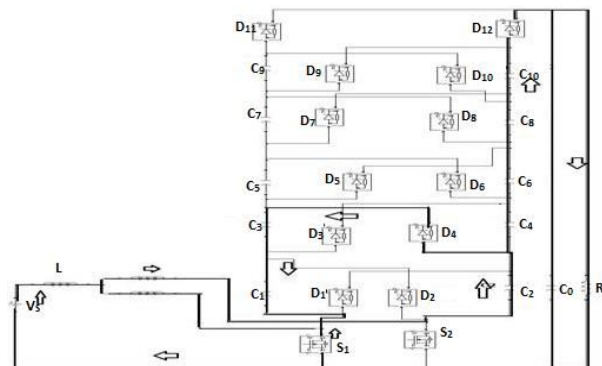 D11 D12
C9 D9 D10 C10
C7 D7 D8 C8
C5 D5 D6 C6
C3 D3 D4 C4
L
C1 D1' D2 C2 C0 R
Vs
S1 S2